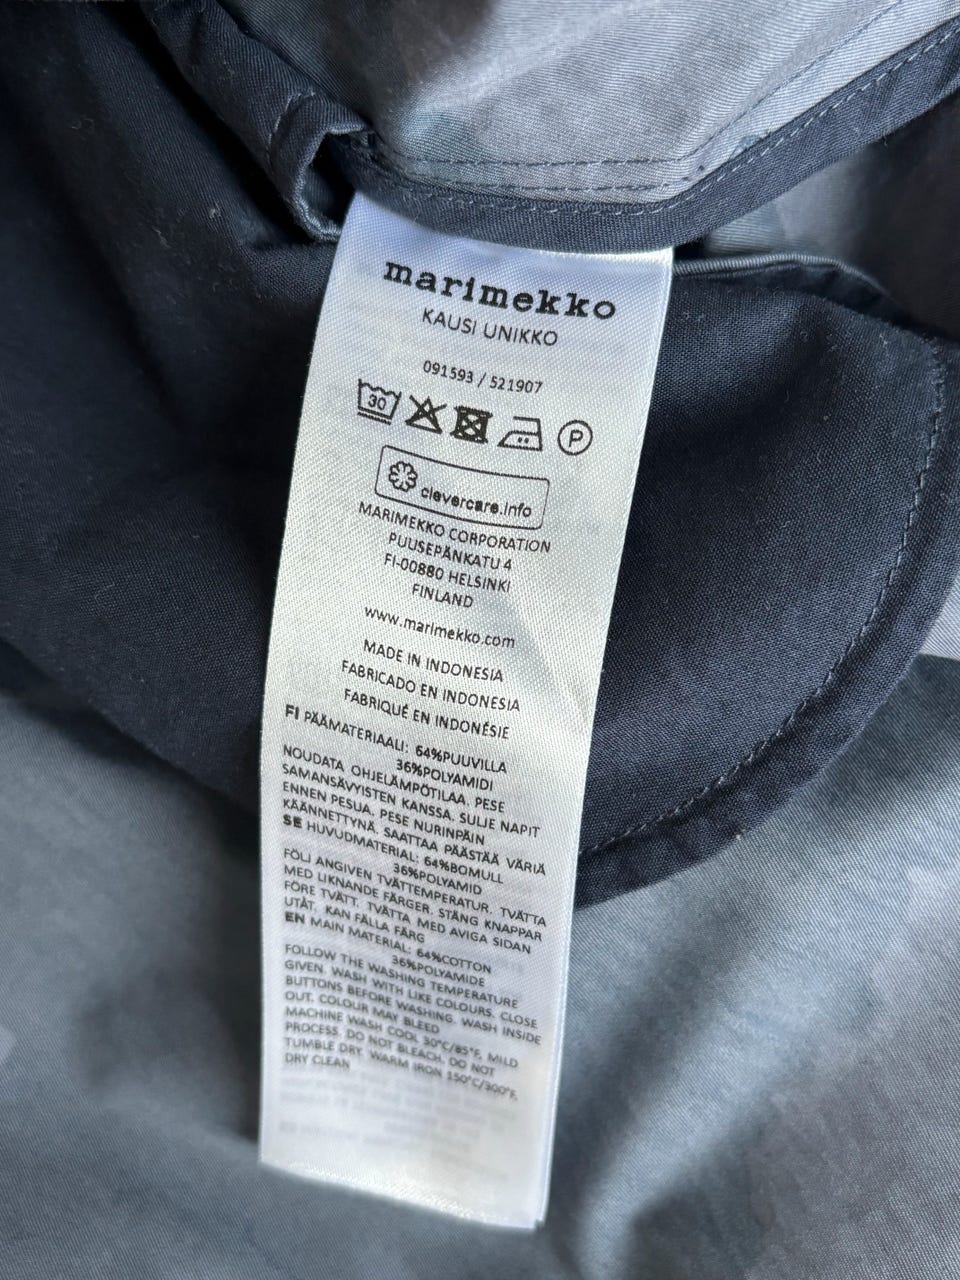 marimekko
KAUSI UNIKKO
091593 / 521907
30
P
clevercare.info
MARIMEKKO CORPORATION
PUUSEPÄNKATU 4
FI-00880 HELSINKI
FINLAND
www.marimekko.com
MADE IN INDONESIA
FABRICADO EN INDONESIA
FABRIQUÉ EN INDONÉSIE
FI PÄÄMATERIAALI: 64%PUUVILLA
36%POLYAMIDI
NOUDATA OHJELÄMPÖTILAA. PESE
SAMANSÄVYISTEN KANSSA. SULJE NAPIT
ENNEN PESUA. PESE NURINPÄIN
KÄÄNNETTYNÄ. SAATTAA PÄÄSTÄÄ VÄRIÄ
SE HUVUDMATERIAL: 64%BOMULL
36%POLYAMID
FÖLJ ANGIVEN TVÄTTEMPERATUR. TVÄTTA
MED LIKNANDE FÄRGER. STÄNG KNAPPAR
FÖRE TVÄTT. TVÄTTA MED AVIGA SIDAN
UTÅT. KAN FÄLLA FÄRG
EN MAIN MATERIAL: 64%COTTON
36%POLYAMIDE
FOLLOW THE WASHING TEMPERATURE
GIVEN. WASH WITH LIKE COLOURS. CLOSE
BUTTONS BEFORE WASHING. WASH INSIDE
OUT. COLOUR MAY BLEED
MACHINE WASH COOL 30°C/85°F, MILD
PROCESS. DO NOT BLEACH. DO NOT
TUMBLE DRY. WARM IRON 150°C/300°F.
DRY CLEAN